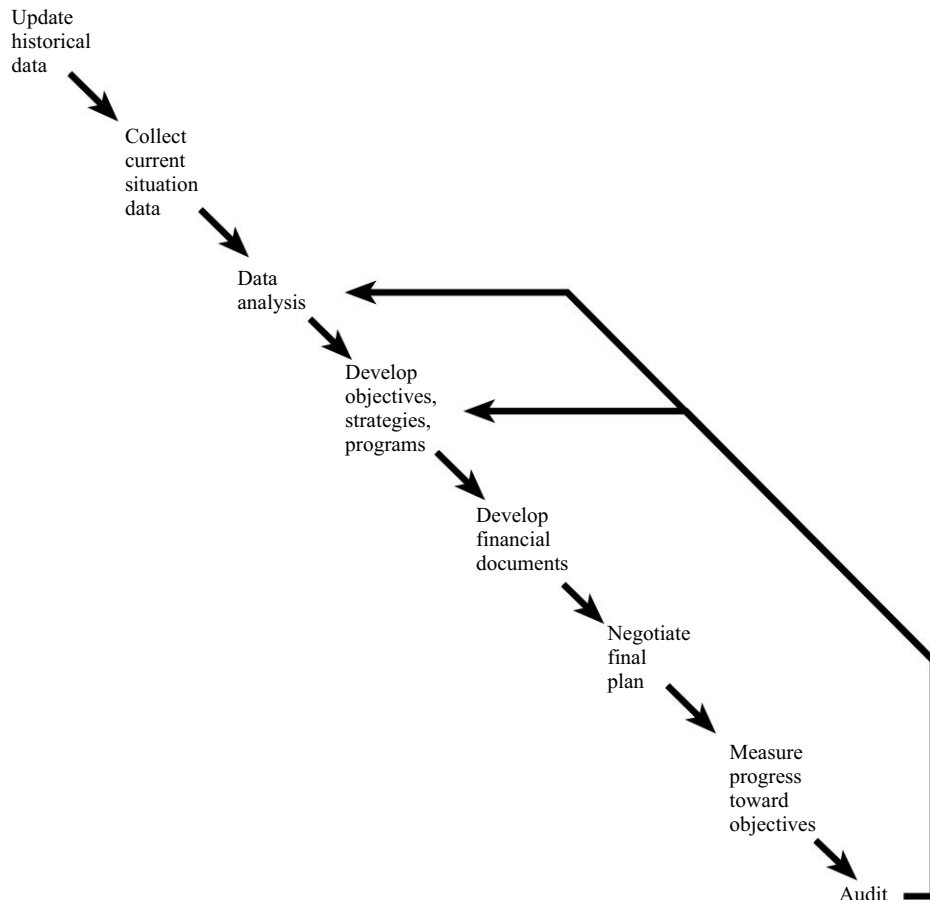 Update
historical
data
Collect
current
situation
data
Data
analysis
Develop
objectives,
strategies,
programs
Develop
financial
documents
Negotiate
final
plan
Measure
progress
toward
objectives
Audit